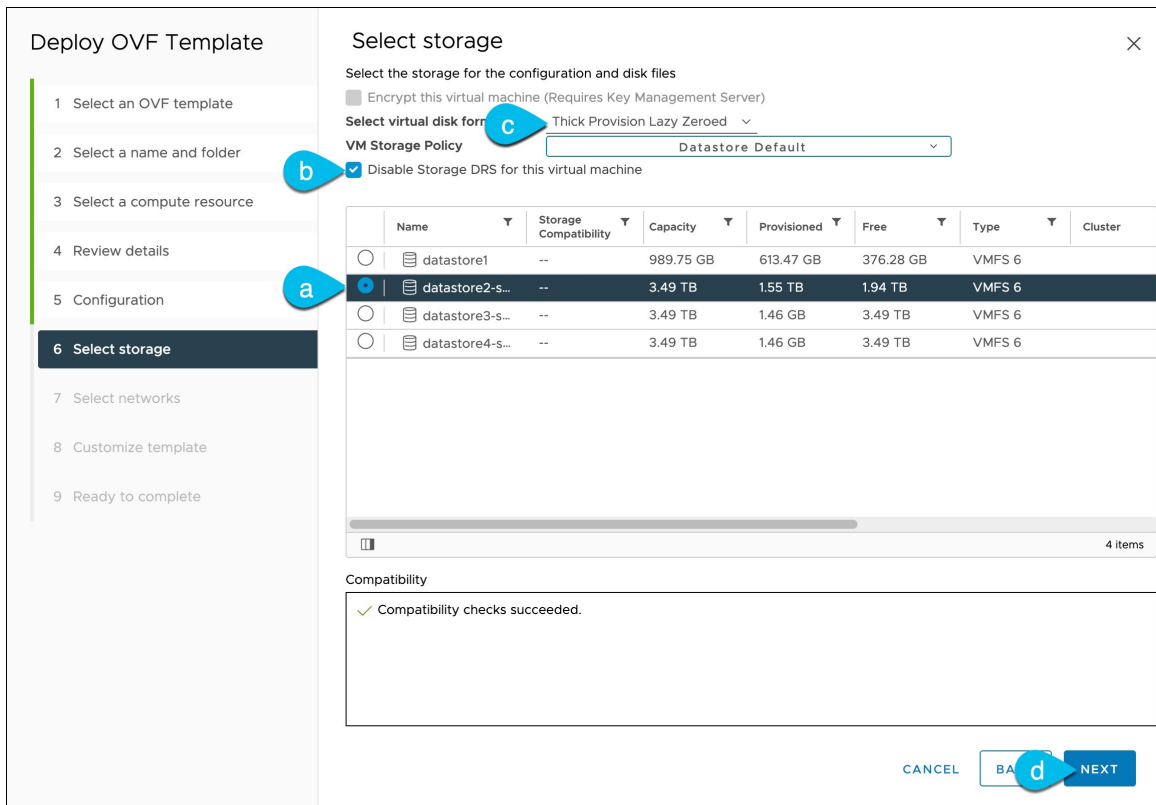 Deploy OVF Template
1 Select an OVF template
2 Select a name and folder
3 Select a compute resource
4 Review details
5 Configuration
6 Select storage
7 Select networks
8 Customize template
9 Ready to complete
Select storage
Select the storage for the configuration and disk files
Encrypt this virtual machine (Requires Key Management Server)
Select virtual disk for c Thick Provision Lazy Zeroed
VM Storage Policy Datastore Default
b Disable Storage DRS for this virtual machine
Name Storage Compatibility Capacity Provisioned Free Type Cluster
datastore1 -- 989.75 GB 613.47 GB 376.28 GB VMFS 6
a datastore2-s... -- 3.49 TB 1.55 TB 1.94 TB VMFS 6
datastore3-s... -- 3.49 TB 1.46 GB 3.49 TB VMFS 6
datastore4-s... -- 3.49 TB 1.46 GB 3.49 TB VMFS 6
4 items
Compatibility
Compatibility checks succeeded.
CANCEL BA d NEXT